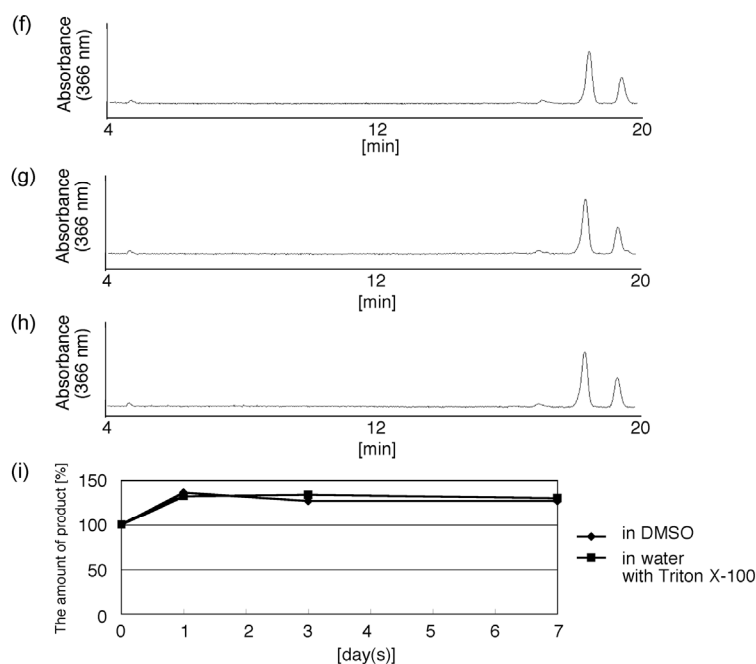 (f)
Absorbance
(366 nm)
4 12 20
[min]
(g)
Absorbance
(366 nm)
4 12 20
[min]
(h)
Absorbance
(366 nm)
4 12 20
[min]
(i)
The amount of product [%]
150
100
50
0
0 1 2 3 4 5 6 7
[day(s)]
in DMSO
in water
with Triton X-100